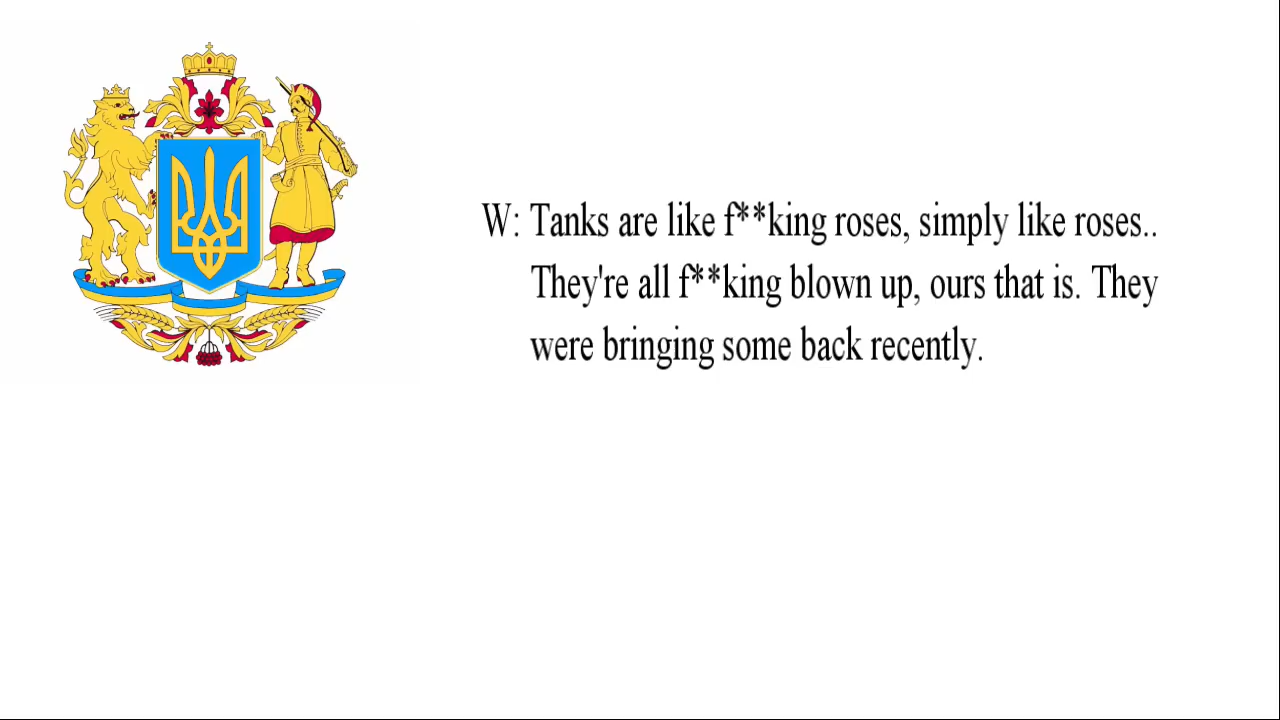 W: Tanks are like f**king roses, simply like roses..
They're all f**king blown up, ours that is. They
were bringing some back recently.